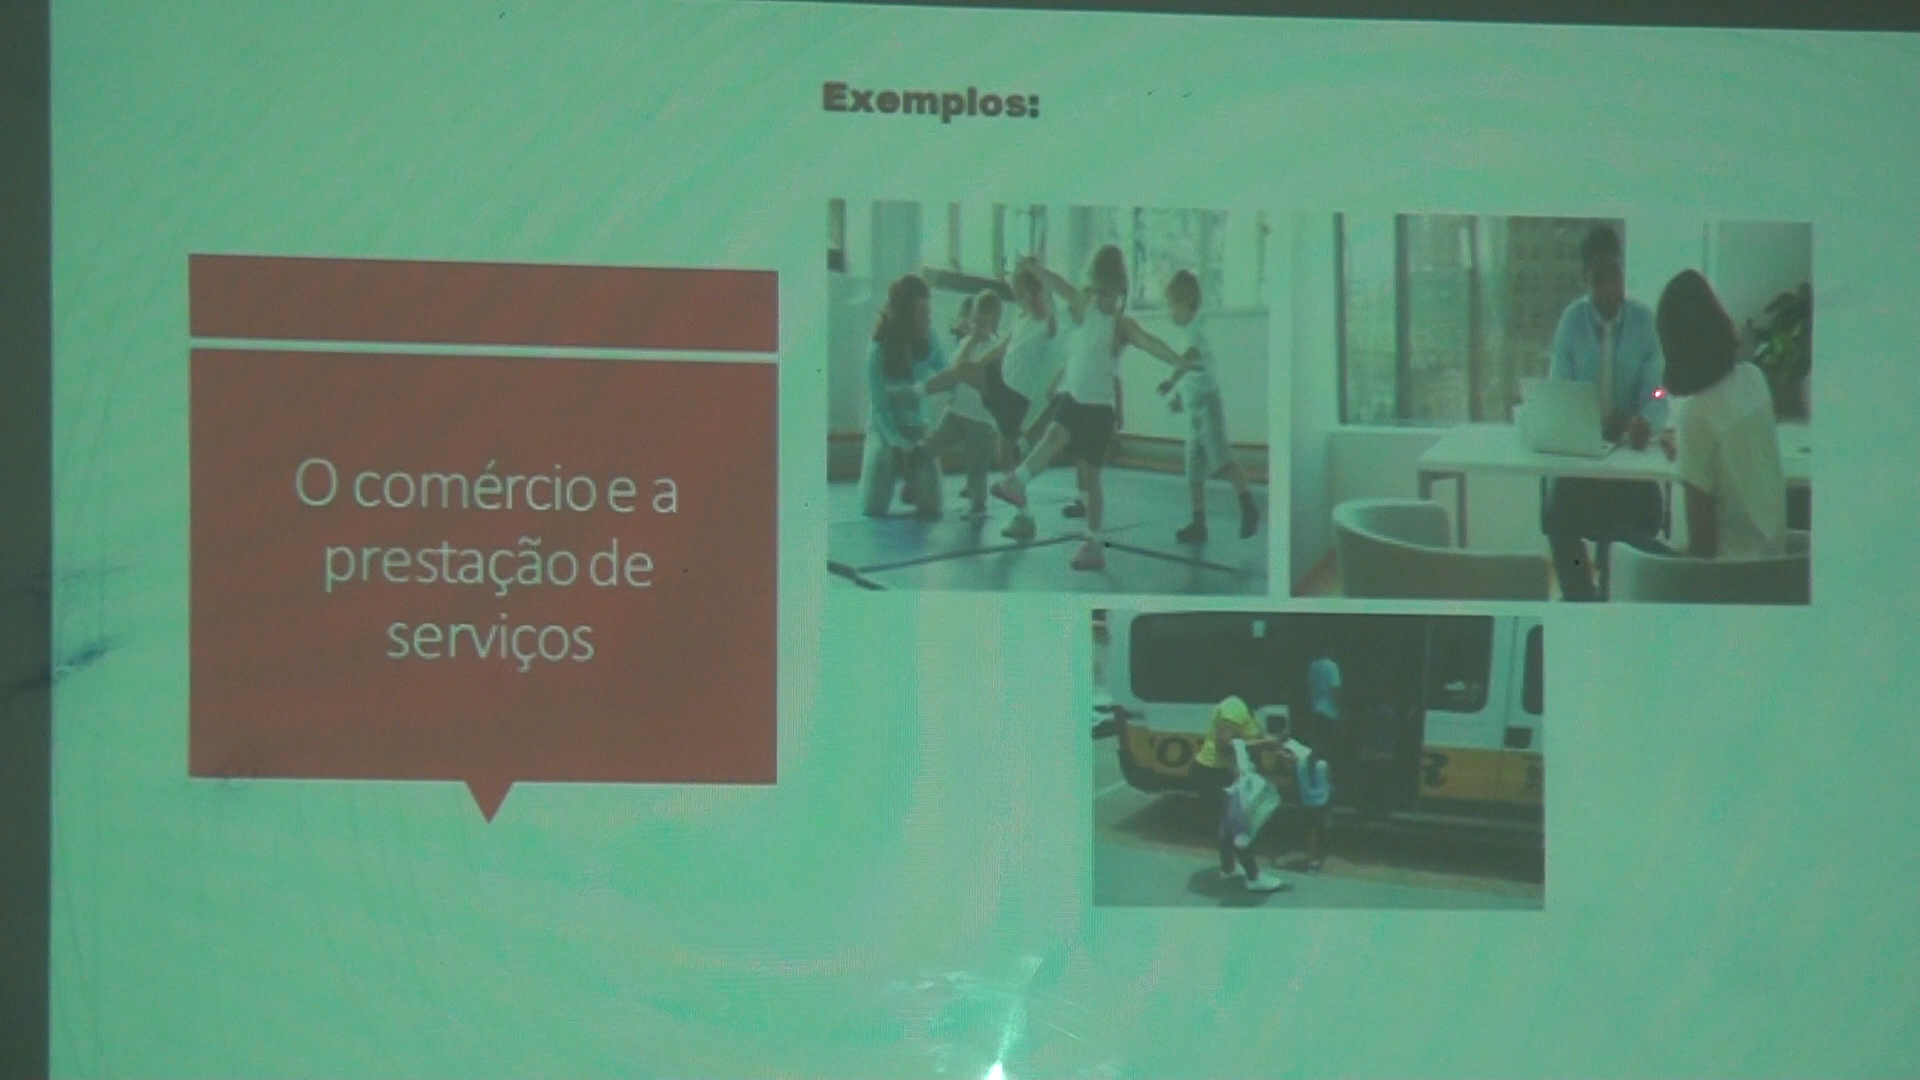 Exemplos:
O comércio e a
prestação de
serviços